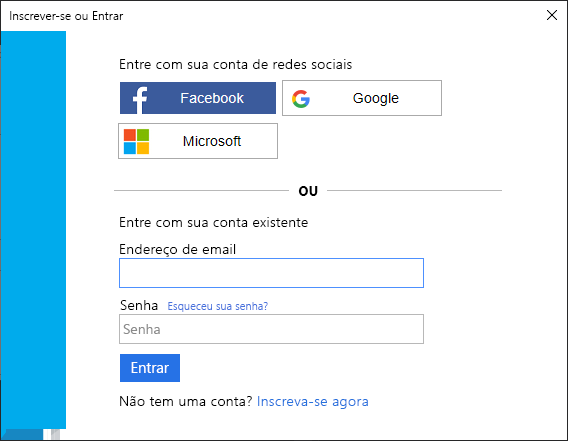 Inscrever-se ou Entrar
Entre com sua conta de redes sociais
Facebook
Google
Microsoft
OU
Entre com sua conta existente
Endereço de email
Senha Esqueceu sua senha?
Senha
Entrar
Não tem uma conta? Inscreva-se agora